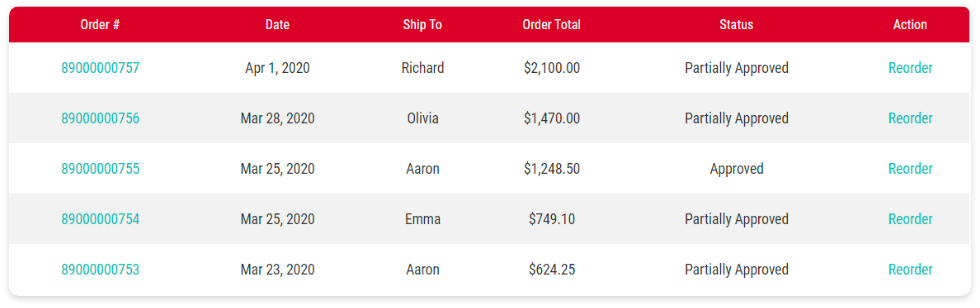 Order # Date Ship To Order Total Status Action
89000000757 Apr 1, 2020 Richard $2,100.00 Partially Approved Reorder
89000000756 Mar 28, 2020 Olivia $1,470.00 Partially Approved Reorder
89000000755 Mar 25, 2020 Aaron $1,248.50 Approved Reorder
89000000754 Mar 25, 2020 Emma $749.10 Partially Approved Reorder
89000000753 Mar 23, 2020 Aaron $624.25 Partially Approved Reorder